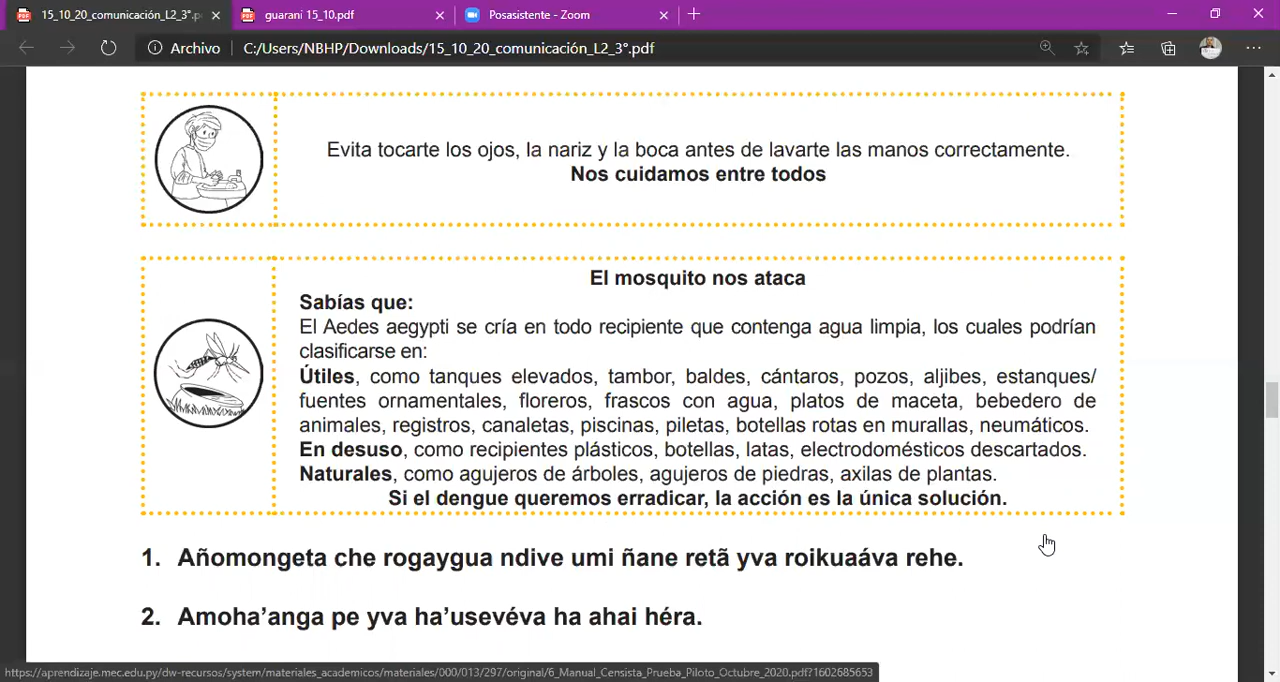 15_10_20_comunicación_L2_3°.p
guarani 15_10.pdf
Posasistente - Zoom
Archivo
C:/Users/NBHP/Downloads/15_10_20_comunicación_L2_3°.pdf
Evita tocarte los ojos, la nariz y la boca antes de lavarte las manos correctamente.
Nos cuidamos entre todos
El mosquito nos ataca
Sabías que:
El Aedes aegypti se cría en todo recipiente que contenga agua limpia, los cuales podrían
clasificarse en:
Útiles, como tanques elevados, tambor, baldes, cántaros, pozos, aljibes, estanques/
fuentes ornamentales, floreros, frascos con agua, platos de maceta, bebedero de
animales, registros, canaletas, piscinas, piletas, botellas rotas en murallas, neumáticos.
En desuso, como recipientes plásticos, botellas, latas, electrodomésticos descartados.
Naturales, como agujeros de árboles, agujeros de piedras, axilas de plantas.
Si el dengue queremos erradicar, la acción es la única solución.
1. Añomongeta che rogaygua ndive umi ñane retã yva roikuaáva rehe.
2. Amoha’anga pe yva ha’usevéva ha ahai héra.
https://aprendizaje.mec.edu.py/dw-recursos/system/materiales_academicos/materiales/000/013/297/original/6_Manual_Censista_Prueba_Piloto_Octubre_2020.pdf?1602685653